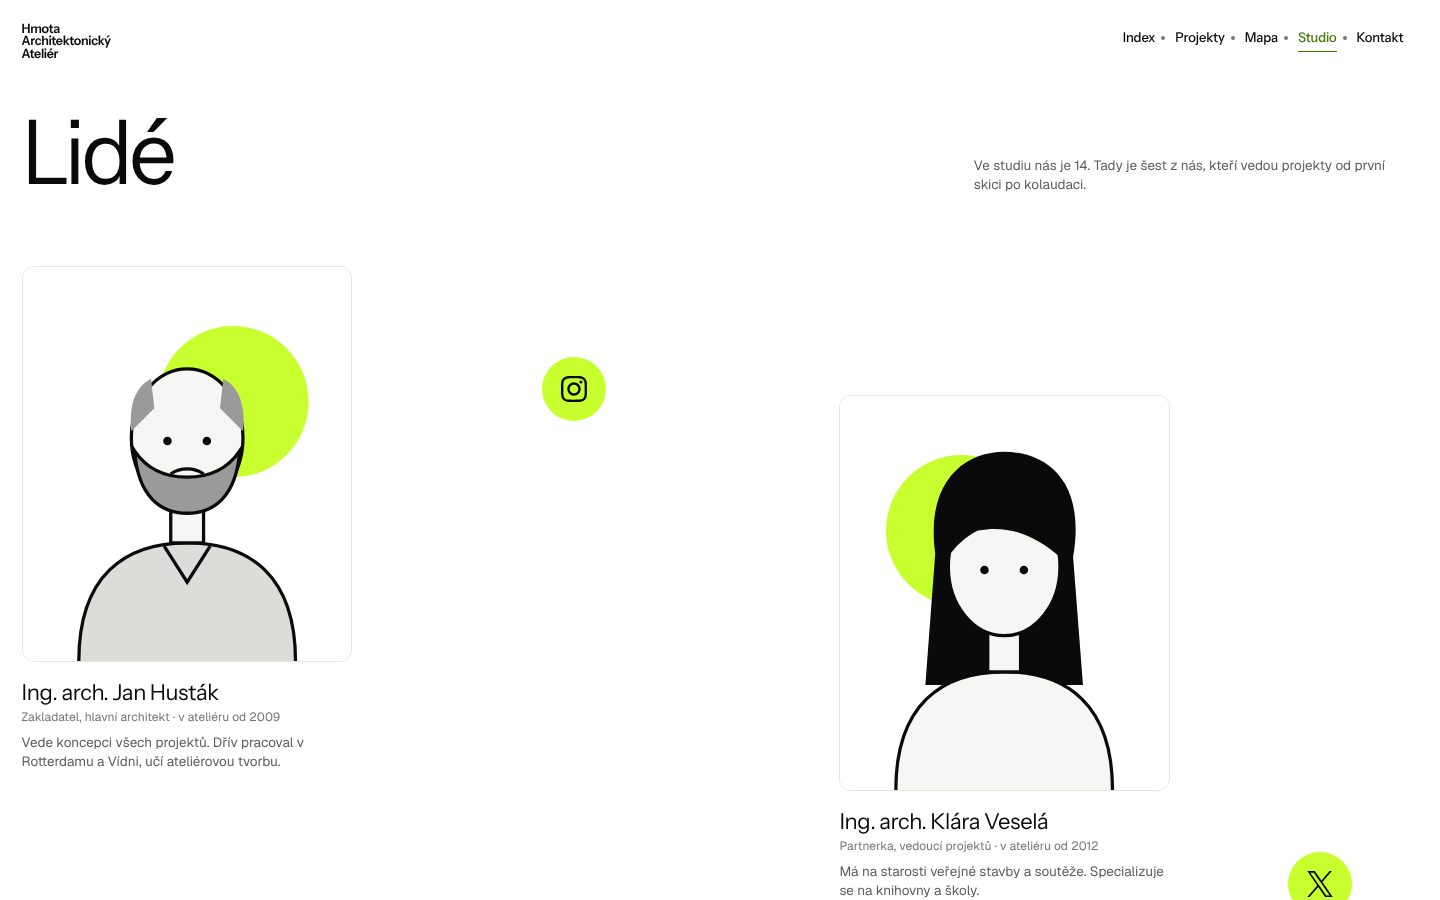 Hmota
Architektonický
Ateliér
Index • Projekty • Mapa • Studio • Kontakt
Lidé
Ve studiu nás je 14. Tady je šest z nás, kteří vedou projekty od první
skici po kolaudaci.
Ing. arch. Jan Husták
Zakladatel, hlavní architekt · v ateliéru od 2009
Vede koncepci všech projektů. Dřív pracoval v
Rotterdamu a Vídni, učí ateliérovou tvorbu.
Ing. arch. Klára Veselá
Partnerka, vedoucí projektů · v ateliéru od 2012
Má na starosti veřejné stavby a soutěže. Specializuje
se na knihovny a školy.